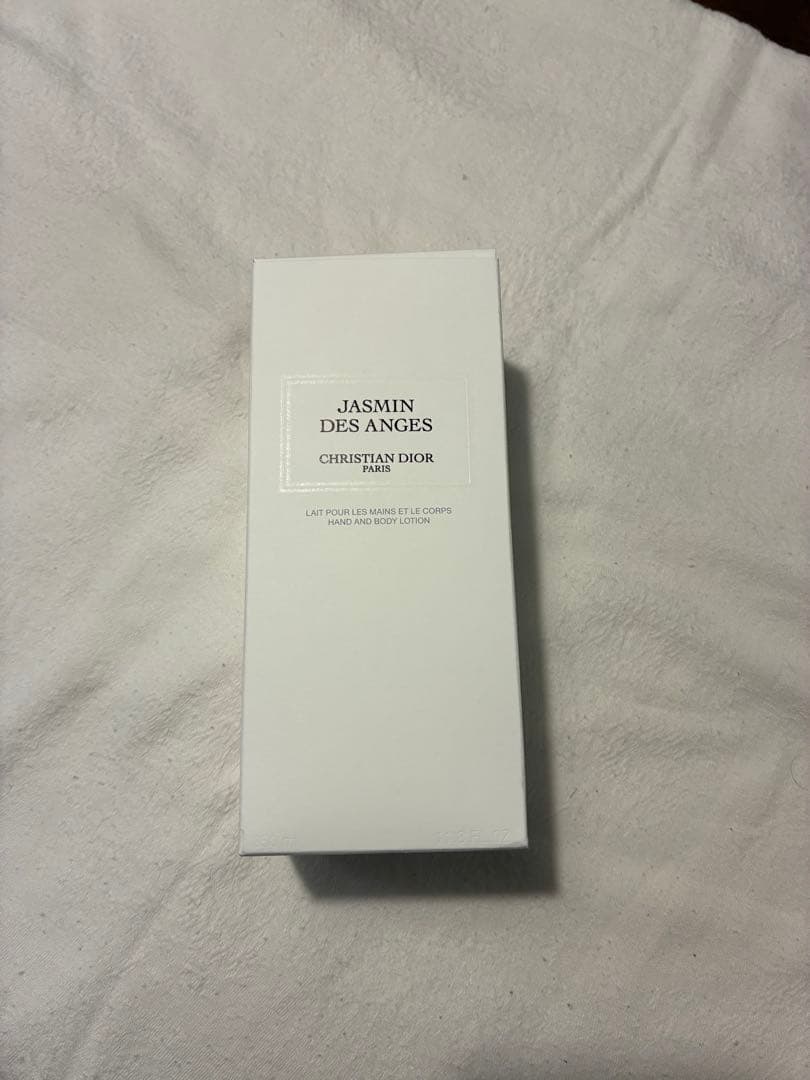 JASMIN
DES ANGES
CHRISTIAN DIOR
PARIS
LAIT POUR LES MAINS ET LE CORPS
HAND AND BODY LOTION